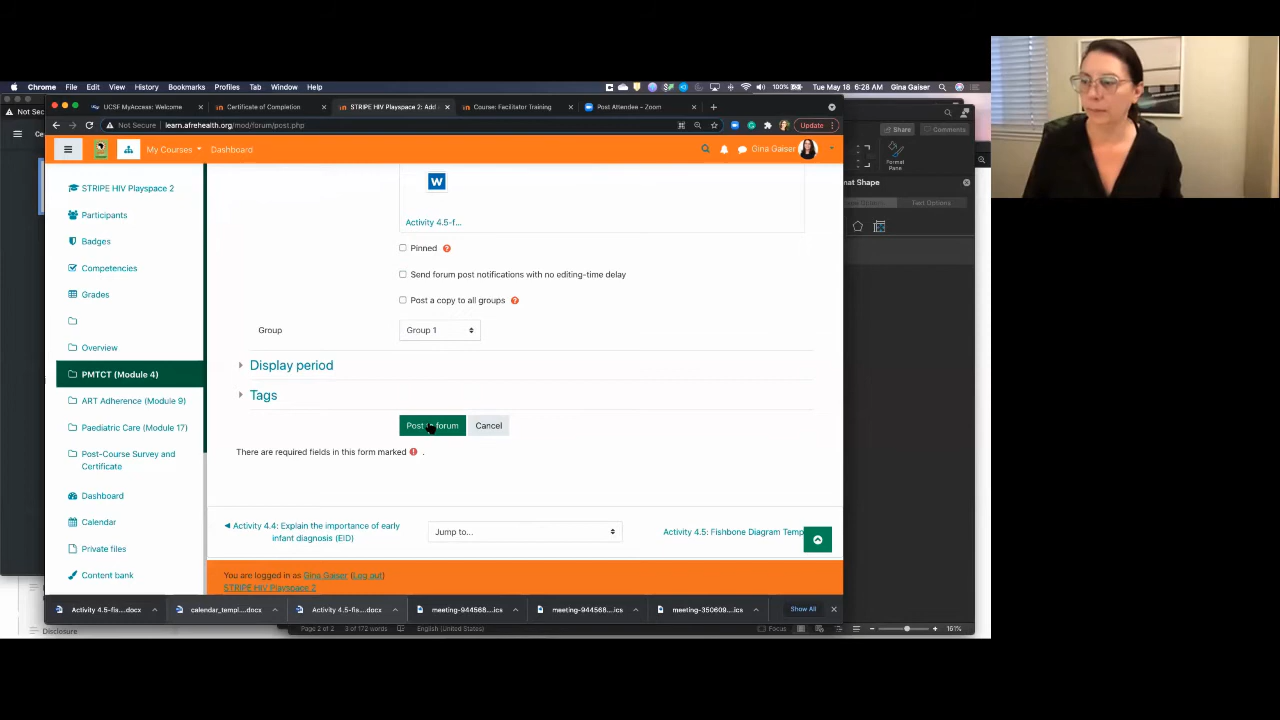 Chrome File Edit View History Bookmarks Profiles Tab Window Help 100% Tue May 18 6:28 AM Gina Gaiser
UCSF MyAccess: Welcome
Certificate of Completion
STRIPE HIV Playspace 2: Add
Course: Facilitator Training
Post Attendee - Zoom
Not Secure | learn.afrehealth.org/mod/forum/post.php
Update
Share
Comments
My Courses
Dashboard
Gina Gaiser
Format
Pane
mat Shape
Text Options
STRIPE HIV Playspace 2
Participants
Badges
Competencies
Grades
Overview
PMTCT (Module 4)
ART Adherence (Module 9)
Paediatric Care (Module 17)
Post-Course Survey and
Certificate
Dashboard
Calendar
Private files
Content bank
W
Activity 4.5-f...
Pinned
Send forum post notifications with no editing-time delay
Post a copy to all groups
Group
Group 1
Display period
Tags
Post to forum
Cancel
There are required fields in this form marked .
Activity 4.4: Explain the importance of early
infant diagnosis (EID)
Jump to...
Activity 4.5: Fishbone Diagram Temp
You are logged in as Gina Gaiser (Log out)
STRIPE HIV Playspace 2
Activity 4.5-fis....docx
calendar_templ....docx
Activity 4.5-fis....docx
meeting-944568....ics
meeting-944568....ics
meeting-350609....ics
Show All
Disclosure
Page 2 of 2
3 of 172 words
English (United States)
Focus
161%